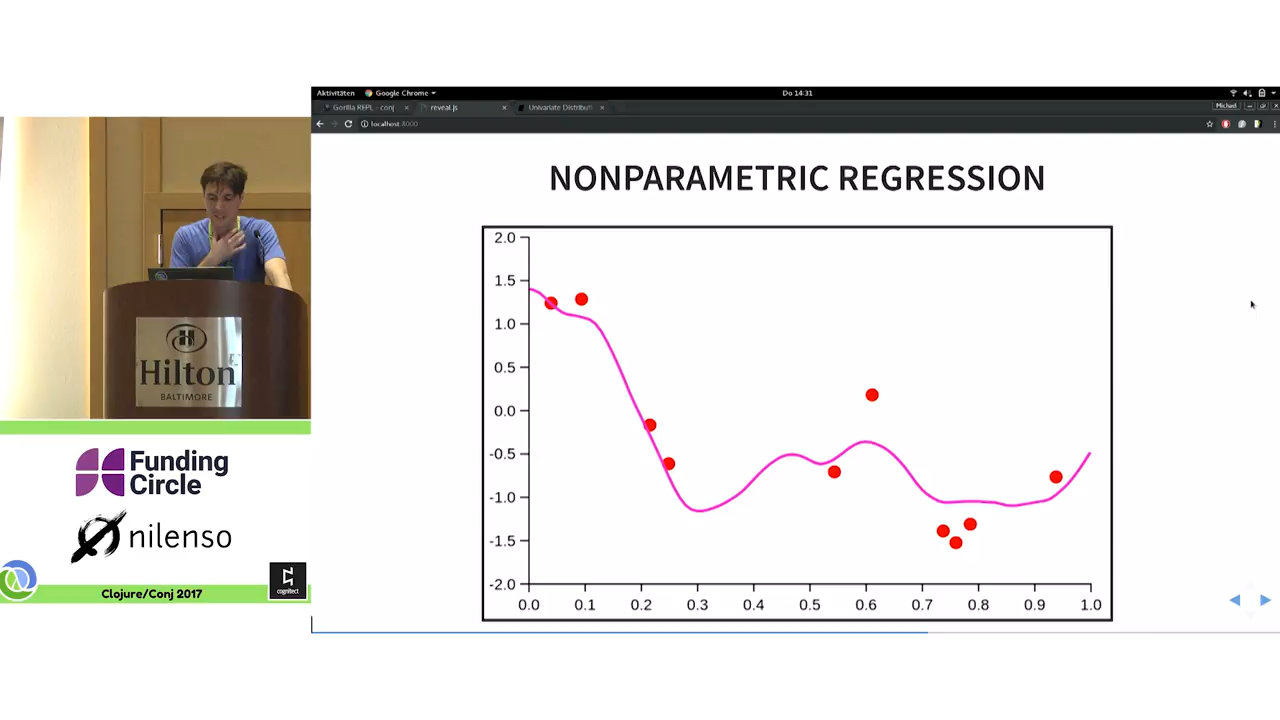 Aktivitäten Google Chrome Do 14:31
Gorilla REPL - conj reveal.js Univariate Distribut Michael
localhost:8000
NONPARAMETRIC REGRESSION
2.0
1.5
1.0
0.5
0.0
-0.5
-1.0
-1.5
-2.0
0.0 0.1 0.2 0.3 0.4 0.5 0.6 0.7 0.8 0.9 1.0
H
Hilton
BALTIMORE
Funding
Circle
nilenso
Clojure/Conj 2017
cognitect